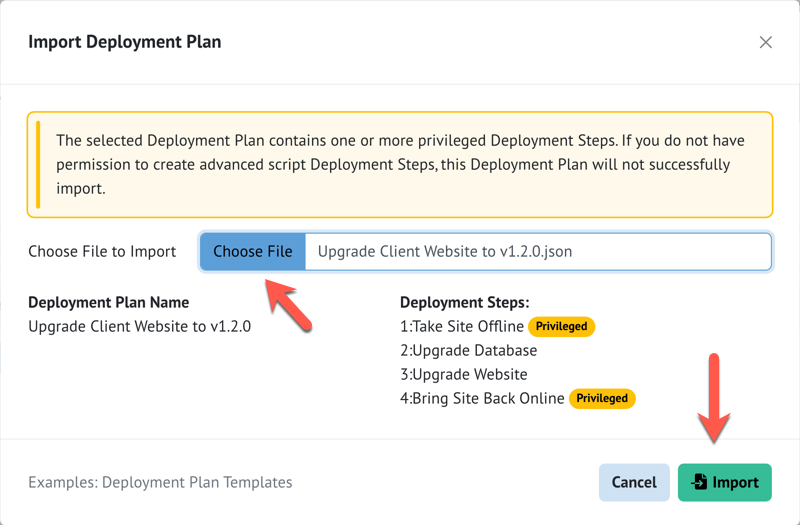 Import Deployment Plan
The selected Deployment Plan contains one or more privileged Deployment Steps. If you do not have
permission to create advanced script Deployment Steps, this Deployment Plan will not successfully
import.
Choose File to Import
Choose File
Upgrade Client Website to v1.2.0.json
Deployment Plan Name
Upgrade Client Website to v1.2.0
Deployment Steps:
1:Take Site Offline Privileged
2:Upgrade Database
3:Upgrade Website
4:Bring Site Back Online Privileged
Examples: Deployment Plan Templates
Cancel
Import